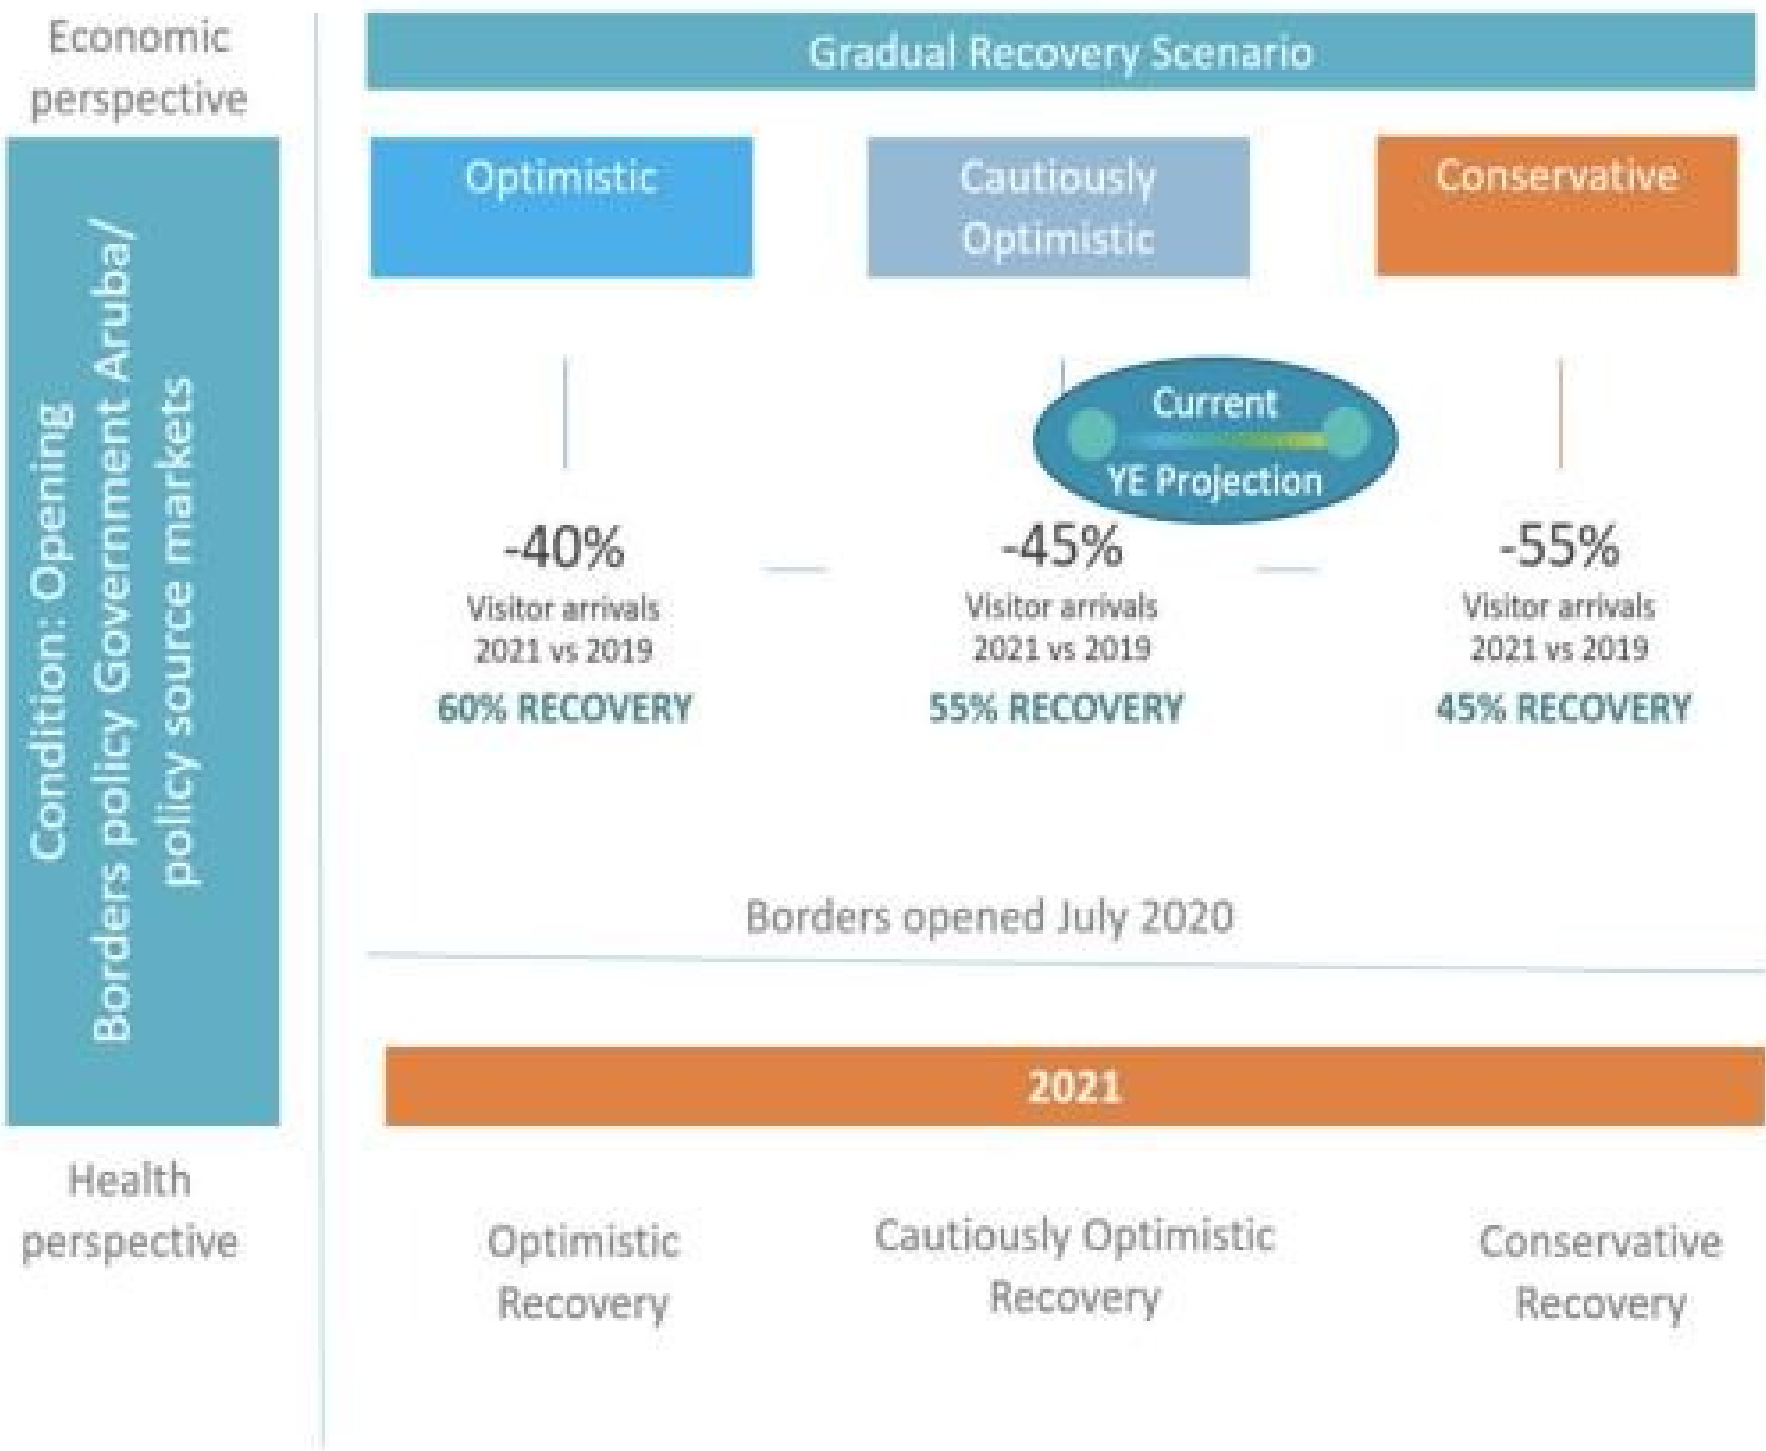 Economic
perspective
Condition: Opening
Borders policy Government Aruba/
policy source markets
Health
perspective
Gradual Recovery Scenario
Optimistic
Cautiously
Optimistic
Conservative
Current
YE Projection
-40%
Visitor arrivals
2021 vs 2019
60% RECOVERY
-45%
Visitor arrivals
2021 vs 2019
55% RECOVERY
-55%
Visitor arrivals
2021 vs 2019
45% RECOVERY
Borders opened July 2020
2021
Optimistic
Recovery
Cautiously Optimistic
Recovery
Conservative
Recovery